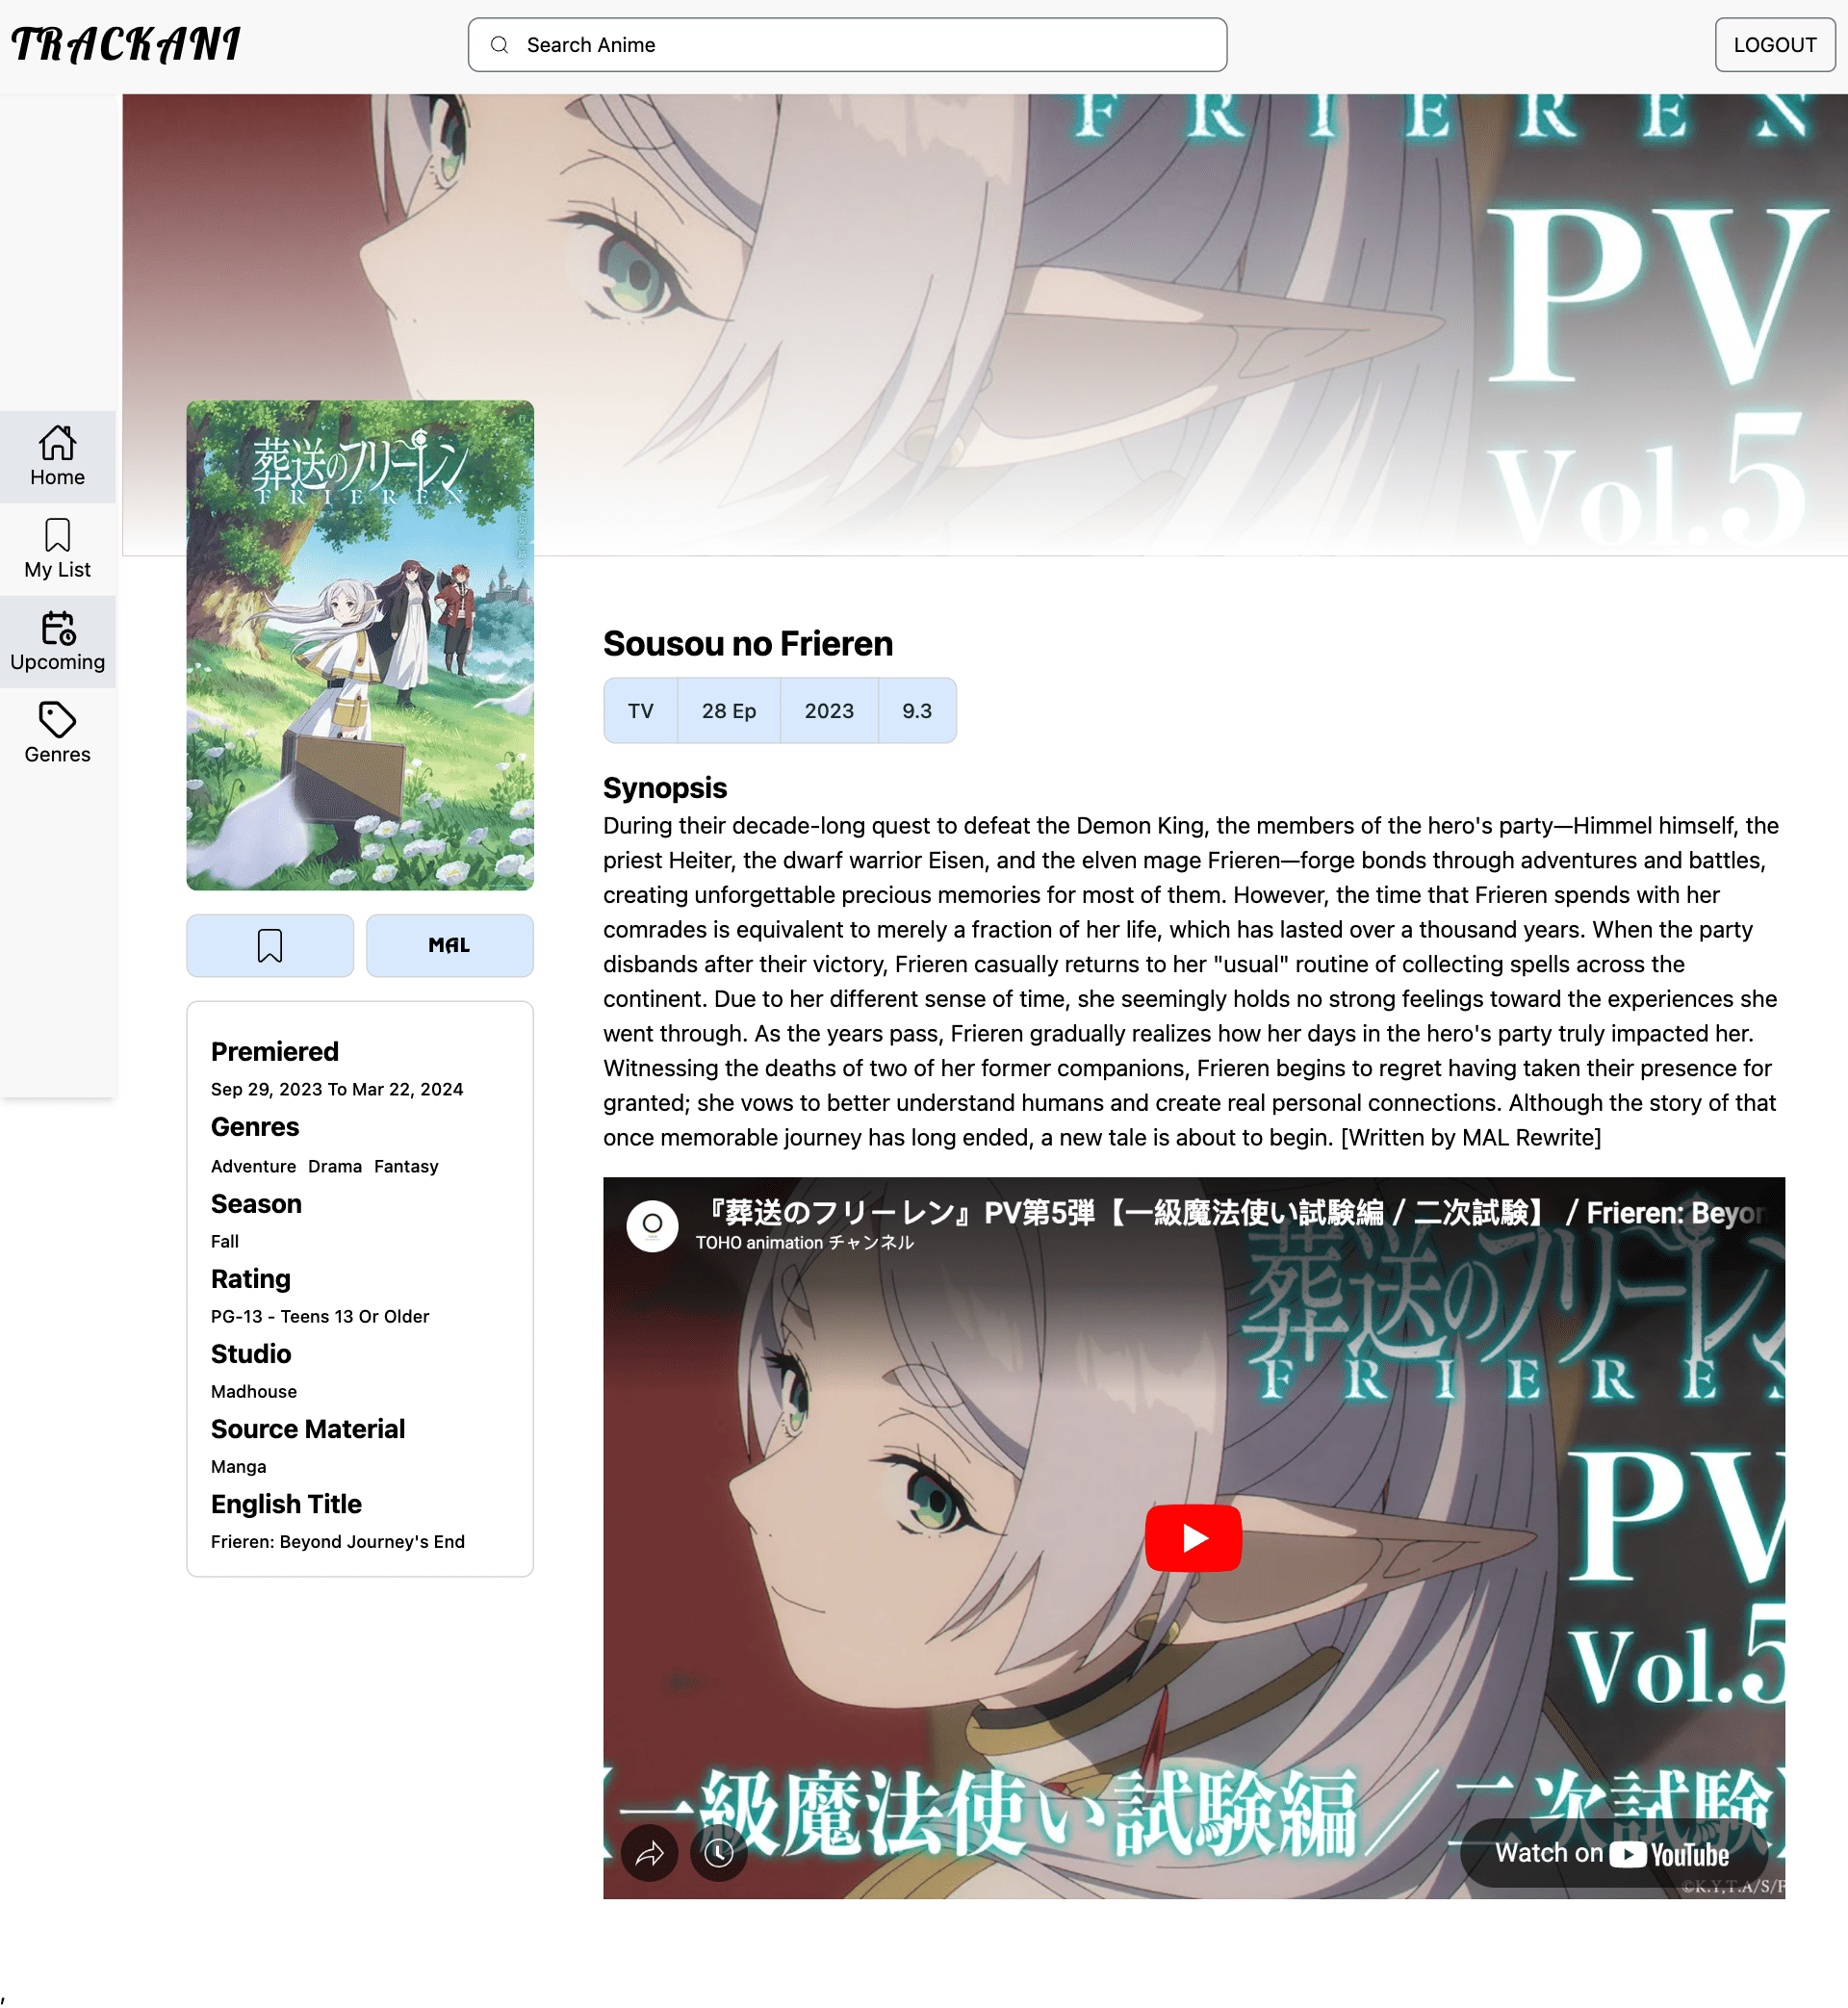 TRACKANI
Search Anime
LOGOUT
FRIEREN
PV
Vol.5
Home
My List
Upcoming
Genres
葬送のフリーレン
FRIEREN
Sousou no Frieren
TV
28 Ep
2023
9.3
Synopsis
During their decade-long quest to defeat the Demon King, the members of the hero's party—Himmel himself, the
priest Heiter, the dwarf warrior Eisen, and the elven mage Frieren—forge bonds through adventures and battles,
creating unforgettable precious memories for most of them. However, the time that Frieren spends with her
comrades is equivalent to merely a fraction of her life, which has lasted over a thousand years. When the party
disbands after their victory, Frieren casually returns to her "usual" routine of collecting spells across the
continent. Due to her different sense of time, she seemingly holds no strong feelings toward the experiences she
went through. As the years pass, Frieren gradually realizes how her days in the hero's party truly impacted her.
Witnessing the deaths of two of her former companions, Frieren begins to regret having taken their presence for
granted; she vows to better understand humans and create real personal connections. Although the story of that
once memorable journey has long ended, a new tale is about to begin. [Written by MAL Rewrite]
MAL
Premiered
Sep 29, 2023 To Mar 22, 2024
Genres
Adventure Drama Fantasy
Season
Fall
Rating
PG-13 - Teens 13 Or Older
Studio
Madhouse
Source Material
Manga
English Title
Frieren: Beyond Journey's End
『葬送のフリーレン』PV第5弾【一級魔法使い試験編 / 二次試験】 / Frieren: Beyon
TOHO animation チャンネル
葬送のフリーレン
FRIERE
PV
Vol.5
【一級魔法使い試験編／二次試験】
Watch on YouTube
©K.Y,T.A/S/F
,